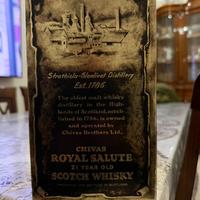 Strathisla-Glenlivet Distillery
Est. 1786
The oldest malt whisky
distillery in the High-
lands of Scotland, estab-
lished in 1786, is owned
and operated by
Chivas Brothers Ltd.,
CHIVAS
ROYAL SALUTE
21 YEARS OLD
SCOTCH WHISKY